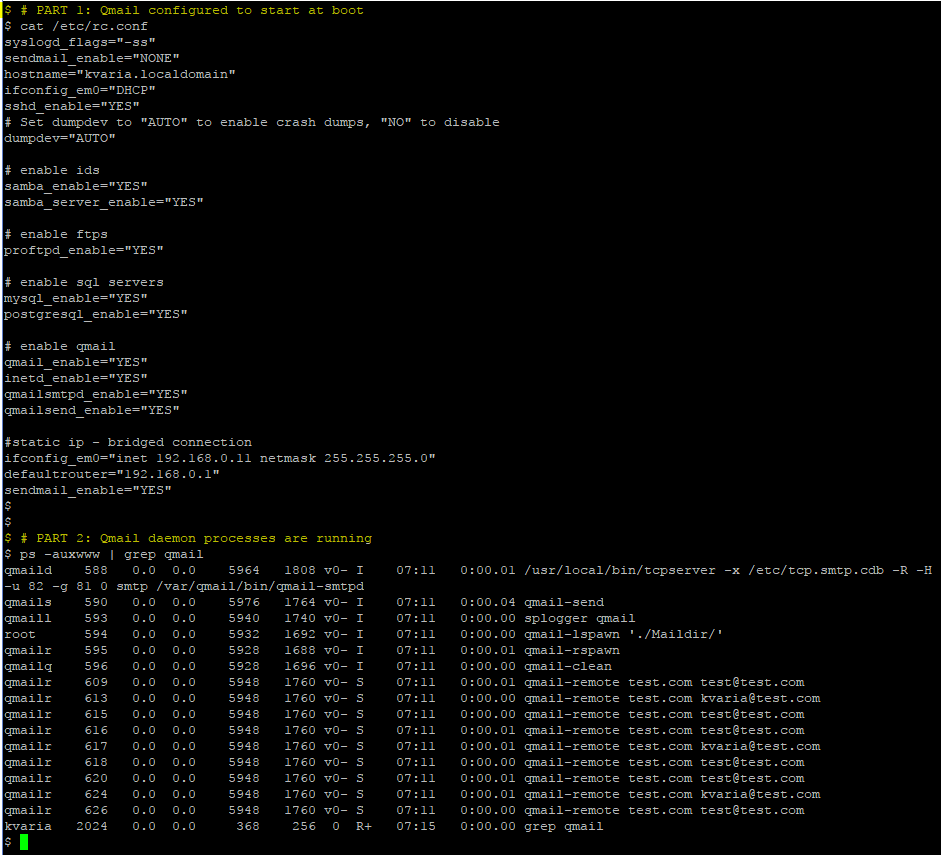 $ # PART 1: Qmail configured to start at boot
$ cat /etc/rc.conf
syslogd_flags="-ss"
sendmail_enable="NONE"
hostname="kvaria.localdomain"
ifconfig_em0="DHCP"
sshd_enable="YES"
# Set dumpdev to "AUTO" to enable crash dumps, "NO" to disable
dumpdev="AUTO"
# enable ids
samba_enable="YES"
samba_server_enable="YES"
# enable ftps
proftpd_enable="YES"
# enable sql servers
mysql_enable="YES"
postgresql_enable="YES"
# enable qmail
qmail_enable="YES"
inetd_enable="YES"
qmailsmtpd_enable="YES"
qmailsend_enable="YES"
#static ip - bridged connection
ifconfig_em0="inet 192.168.0.11 netmask 255.255.255.0"
defaultrouter="192.168.0.1"
sendmail_enable="YES"
$
$
$ # PART 2: Qmail daemon processes are running
$ ps -auxwww | grep qmail
qmaild 588 0.0 0.0 5964 1808 v0- I 07:11 0:00.01 /usr/local/bin/tcpserver -x /etc/tcp.smtp.cdb -R -H
-u 82 -g 81 0 smtp /var/qmail/bin/qmail-smtpd
qmails 590 0.0 0.0 5976 1764 v0- I 07:11 0:00.04 qmail-send
qmaill 593 0.0 0.0 5940 1740 v0- I 07:11 0:00.00 splogger qmail
root 594 0.0 0.0 5932 1692 v0- I 07:11 0:00.00 qmail-lspawn './Maildir/'
qmailr 595 0.0 0.0 5928 1688 v0- I 07:11 0:00.01 qmail-rspawn
qmailq 596 0.0 0.0 5928 1696 v0- I 07:11 0:00.00 qmail-clean
qmailr 609 0.0 0.0 5948 1760 v0- S 07:11 0:00.01 qmail-remote test.com test@test.com
qmailr 613 0.0 0.0 5948 1760 v0- S 07:11 0:00.00 qmail-remote test.com kvaria@test.com
qmailr 615 0.0 0.0 5948 1760 v0- S 07:11 0:00.00 qmail-remote test.com test@test.com
qmailr 616 0.0 0.0 5948 1760 v0- S 07:11 0:00.01 qmail-remote test.com test@test.com
qmailr 617 0.0 0.0 5948 1760 v0- S 07:11 0:00.01 qmail-remote test.com kvaria@test.com
qmailr 618 0.0 0.0 5948 1760 v0- S 07:11 0:00.00 qmail-remote test.com test@test.com
qmailr 620 0.0 0.0 5948 1760 v0- S 07:11 0:00.01 qmail-remote test.com test@test.com
qmailr 624 0.0 0.0 5948 1760 v0- S 07:11 0:00.01 qmail-remote test.com kvaria@test.com
qmailr 626 0.0 0.0 5948 1760 v0- S 07:11 0:00.00 qmail-remote test.com test@test.com
kvaria 2024 0.0 0.0 368 256 0 R+ 07:15 0:00.00 grep qmail
$